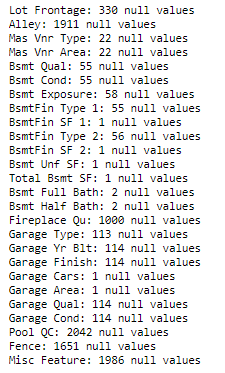 Lot Frontage: 330 null values
Alley: 1911 null values
Mas Vnr Type: 22 null values
Mas Vnr Area: 22 null values
Bsmt Qual: 55 null values
Bsmt Cond: 55 null values
Bsmt Exposure: 58 null values
BsmtFin Type 1: 55 null values
BsmtFin SF 1: 1 null values
BsmtFin Type 2: 56 null values
BsmtFin SF 2: 1 null values
Bsmt Unf SF: 1 null values
Total Bsmt SF: 1 null values
Bsmt Full Bath: 2 null values
Bsmt Half Bath: 2 null values
Fireplace Qu: 1000 null values
Garage Type: 113 null values
Garage Yr Blt: 114 null values
Garage Finish: 114 null values
Garage Cars: 1 null values
Garage Area: 1 null values
Garage Qual: 114 null values
Garage Cond: 114 null values
Pool QC: 2042 null values
Fence: 1651 null values
Misc Feature: 1986 null values